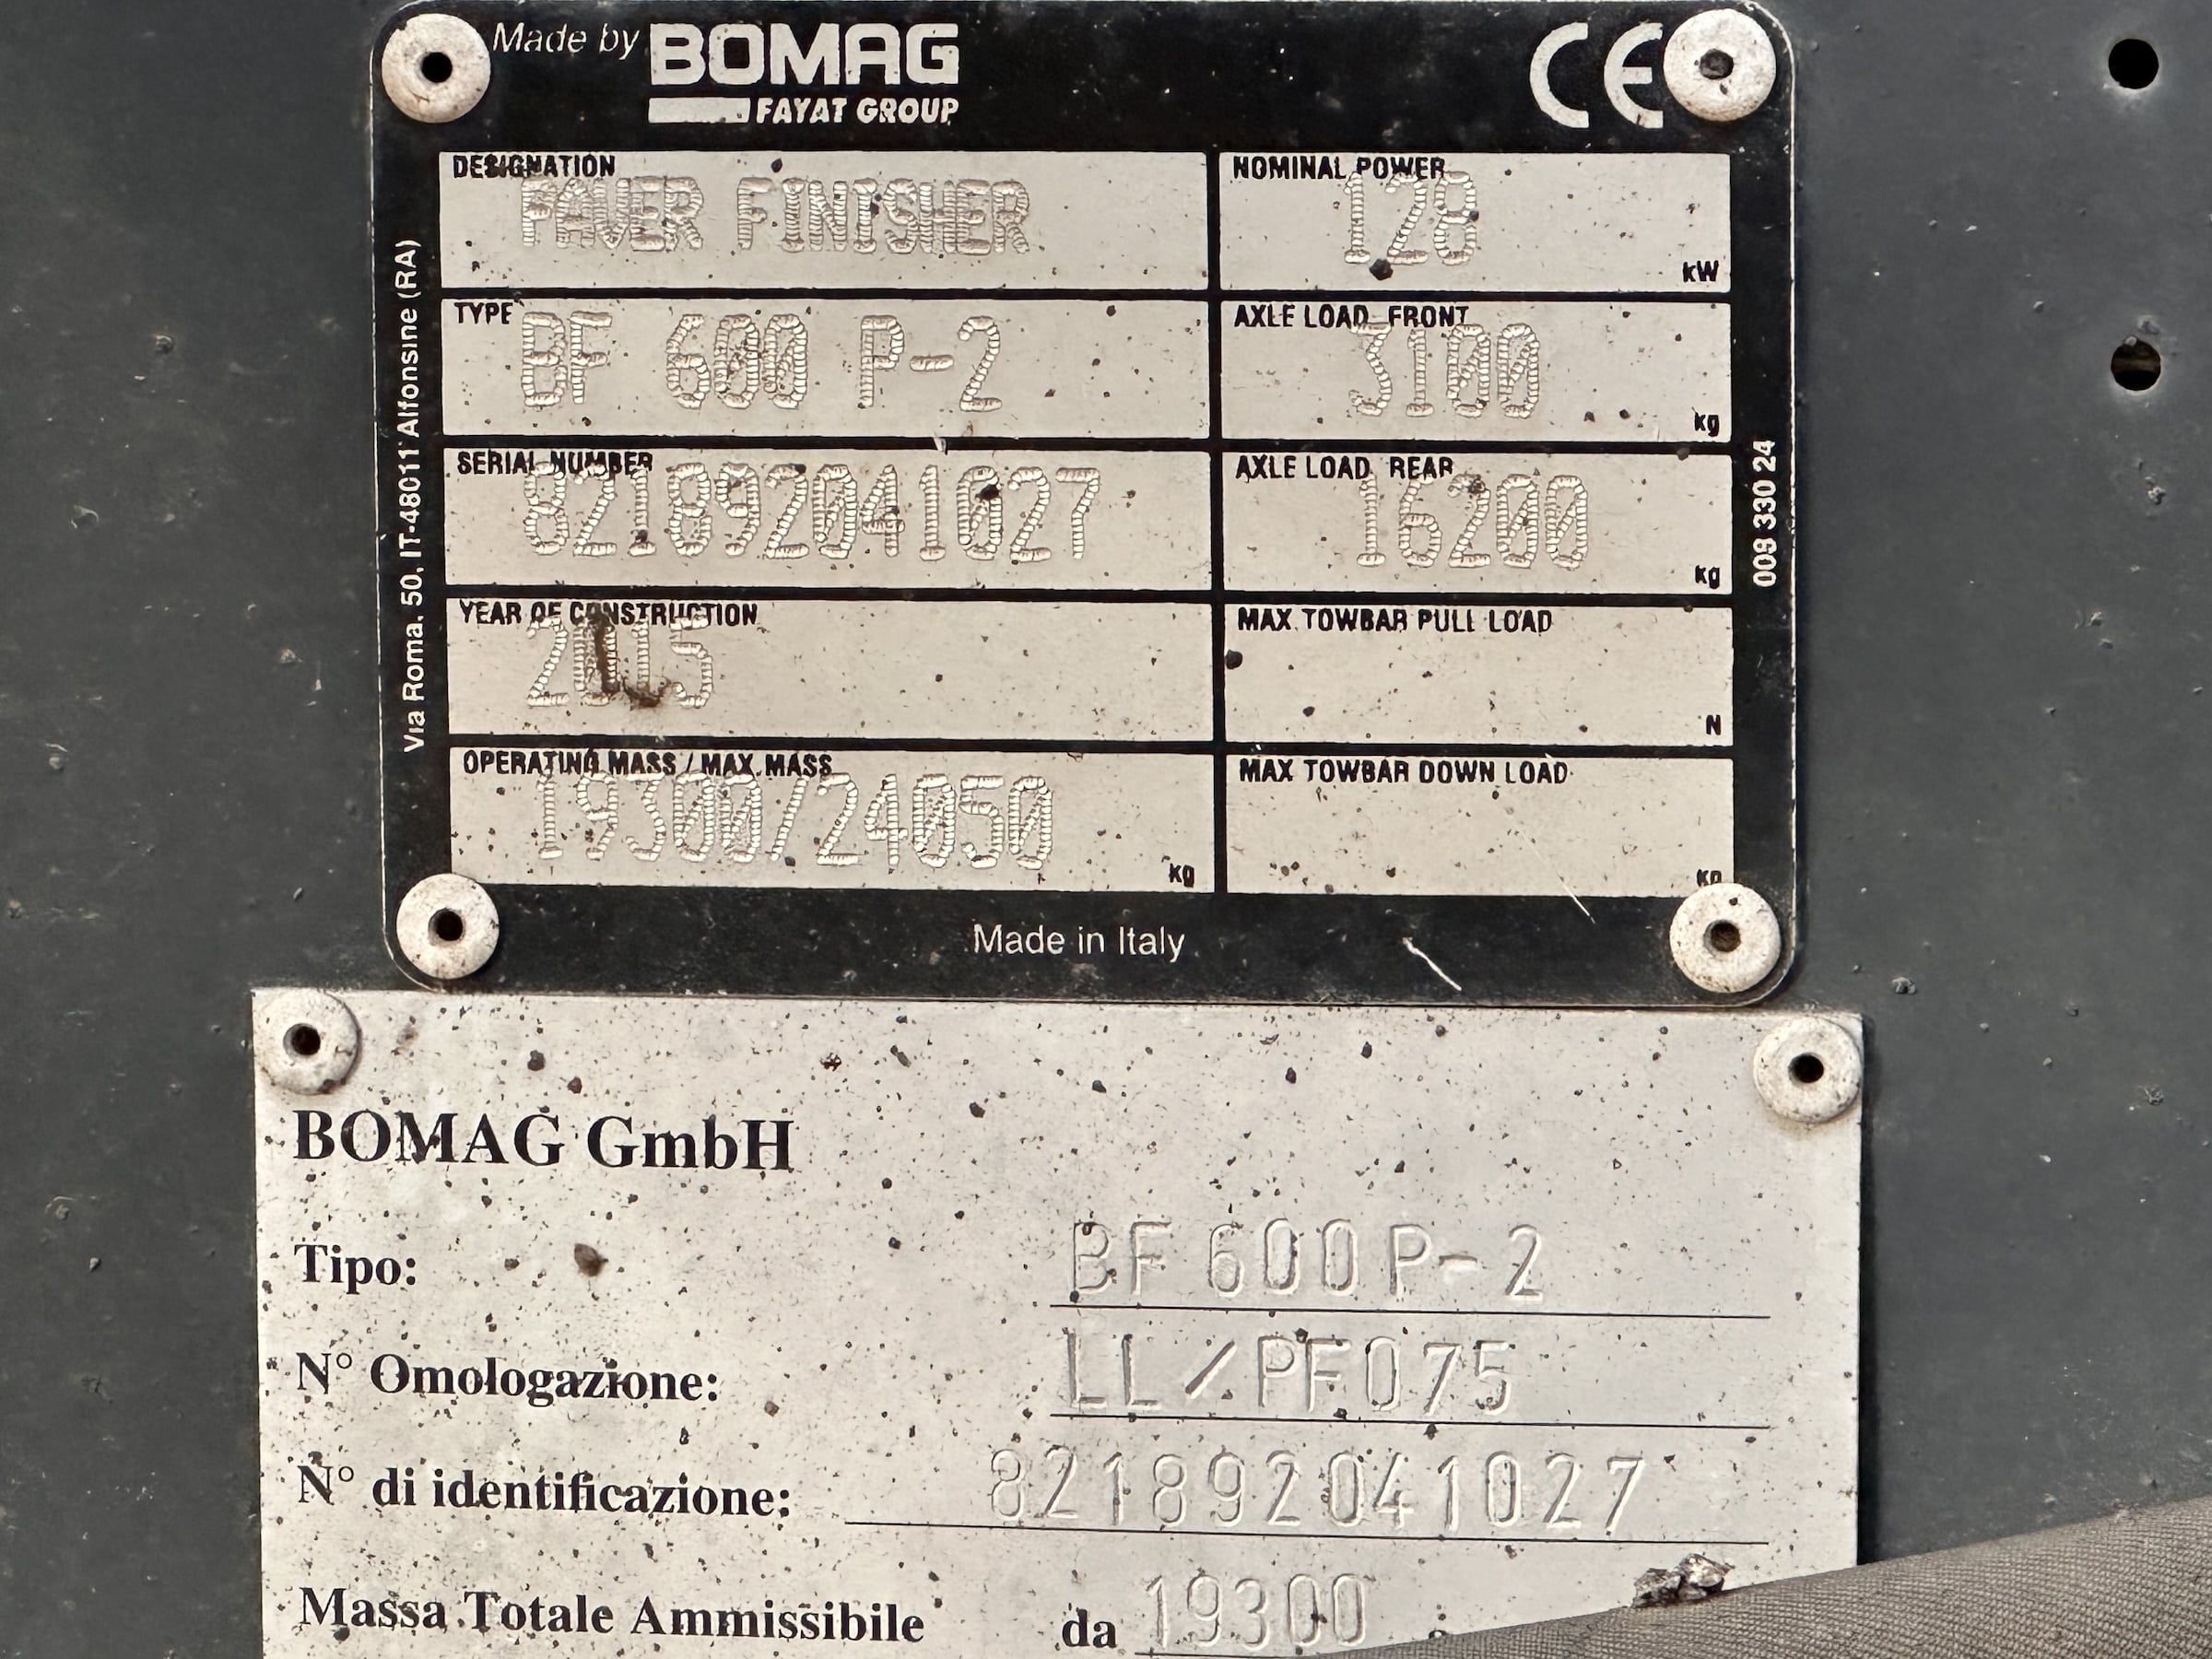 Made by BOMAG
FAYAT GROUP
CE
DESIGNATION
PAVER FINISHER
NOMINAL POWER
128
kW
TYPE
BF 600 P-2
AXLE LOAD FRONT
3100
kg
SERIAL NUMBER
821892041027
AXLE LOAD REAR
16200
kg
YEAR OF CONSTRUCTION
2015
MAX TOWBAR PULL LOAD
N
OPERATING MASS / MAX MASS
19300/24050
kg
MAX TOWBAR DOWN LOAD
kg
Via Roma, 50, IT-48011 Alfonsine (RA)
Made in Italy
BOMAG GmbH
Tipo: BF 600 P-2
N° Omologazione: LL/PF075
N° di identificazione: 821892041027
Massa Totale Ammissibile da 19300